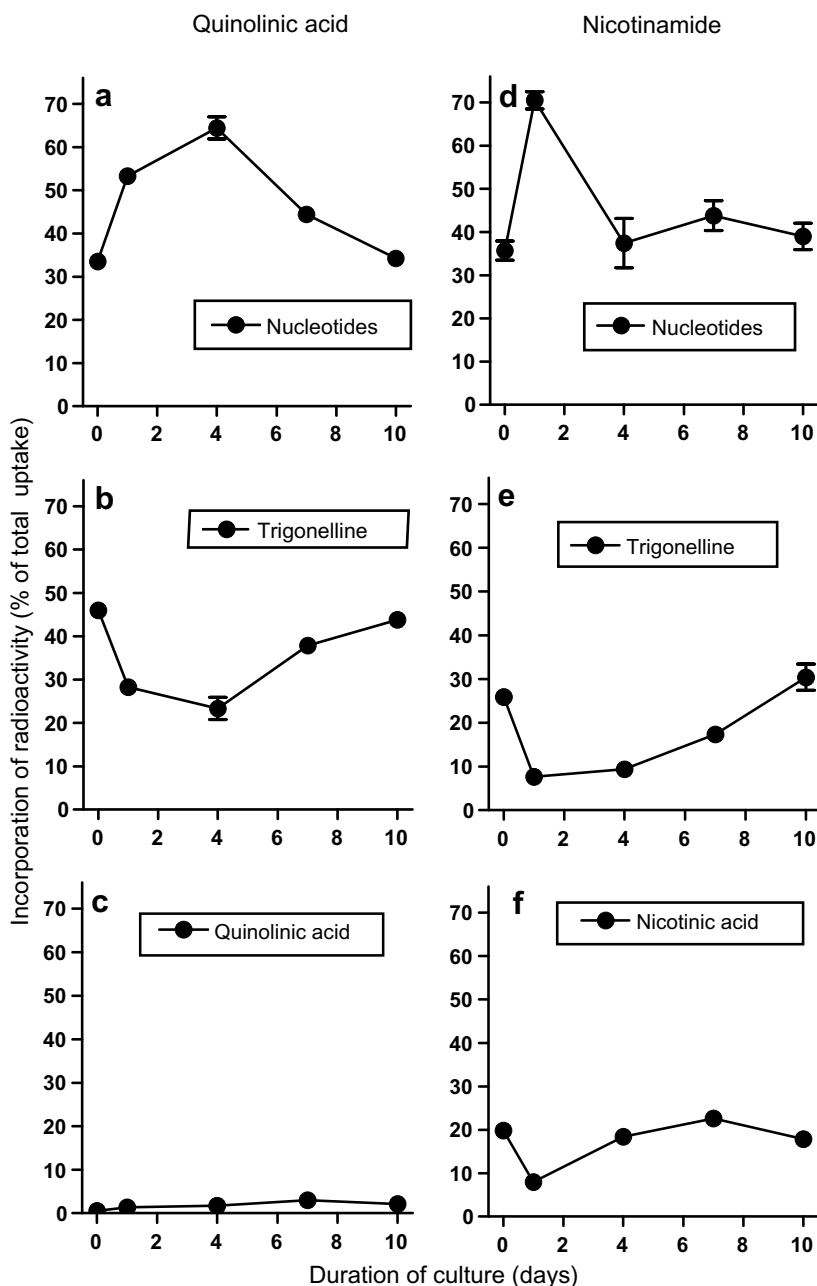 Quinolinic acid
Nicotinamide
Incorporation of radioactivity (% of total uptake)
a
70
60
50
40
30
20
10
0
Nucleotides
0 2 4 6 8 10
d
70
60
50
40
30
20
10
0
Nucleotides
0 2 4 6 8 10
b
70
60
50
40
30
20
10
0
Trigonelline
0 2 4 6 8 10
e
70
60
50
40
30
20
10
0
Trigonelline
0 2 4 6 8 10
c
70
60
50
40
30
20
10
0
Quinolinic acid
0 2 4 6 8 10
f
70
60
50
40
30
20
10
0
Nicotinic acid
0 2 4 6 8 10
Duration of culture (days)